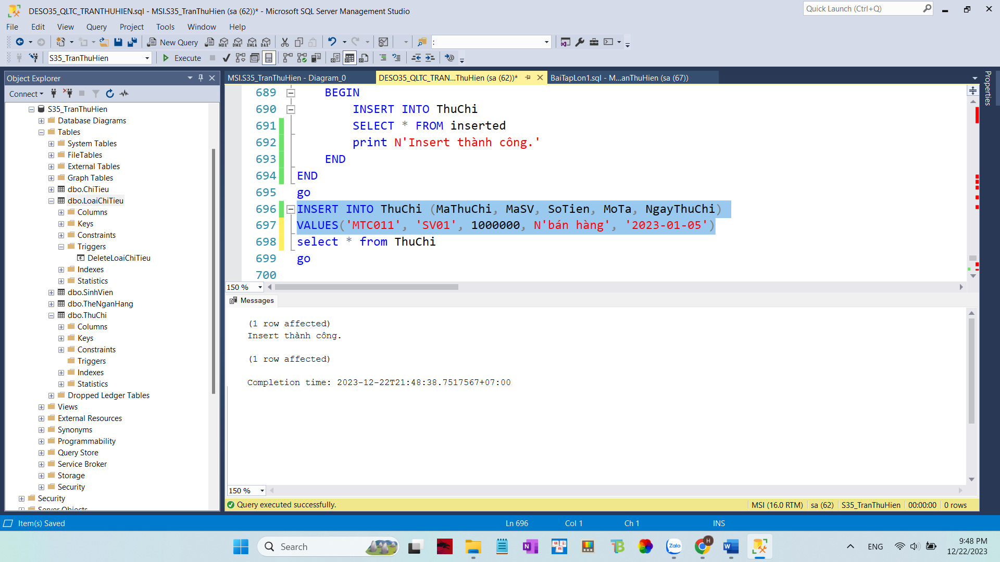 DESO35_QLTC_TRANTHUHIEN.sql - MSI.S35_TranThuHien (sa (62))* - Microsoft SQL Server Management Studio
Quick Launch (Ctrl+Q)
File Edit View Query Project Tools Window Help
New Query MDX DMX XMLA DAX :
S35_TranThuHien Execute
Object Explorer
Connect
S35_TranThuHien
Database Diagrams
Tables
System Tables
FileTables
External Tables
Graph Tables
dbo.ChiTieu
dbo.LoaiChiTieu
Columns
Keys
Constraints
Triggers
DeleteLoaiChiTieu
Indexes
Statistics
dbo.SinhVien
dbo.TheNganHang
dbo.ThuChi
Columns
Keys
Constraints
Triggers
Indexes
Statistics
Dropped Ledger Tables
Views
External Resources
Synonyms
Programmability
Query Store
Service Broker
Storage
Security
Security
Server Objects
MSI.S35_TranThuHien - Diagram_0
DESO35_QLTC_TRAN...ThuHien (sa (62))*
BaiTapLon1.sql - M...anThuHien (sa (67))
Properties
689 BEGIN
690 INSERT INTO ThuChi
691 SELECT * FROM inserted
692 print N'Insert thành công.'
693 END
694 END
695 go
696 INSERT INTO ThuChi (MaThuChi, MaSV, SoTien, MoTa, NgayThuChi)
697 VALUES('MTC011', 'SV01', 1000000, N'bán hàng', '2023-01-05')
698 select * from ThuChi
699 go
700
150 %
Messages
(1 row affected)
Insert thành công.
(1 row affected)
Completion time: 2023-12-22T21:48:38.7517567+07:00
150 %
Query executed successfully.
MSI (16.0 RTM) sa (62) S35_TranThuHien 00:00:00 0 rows
Item(s) Saved Ln 696 Col 1 Ch 1 INS
Search
Zalo
H
ENG
9:48 PM
12/22/2023